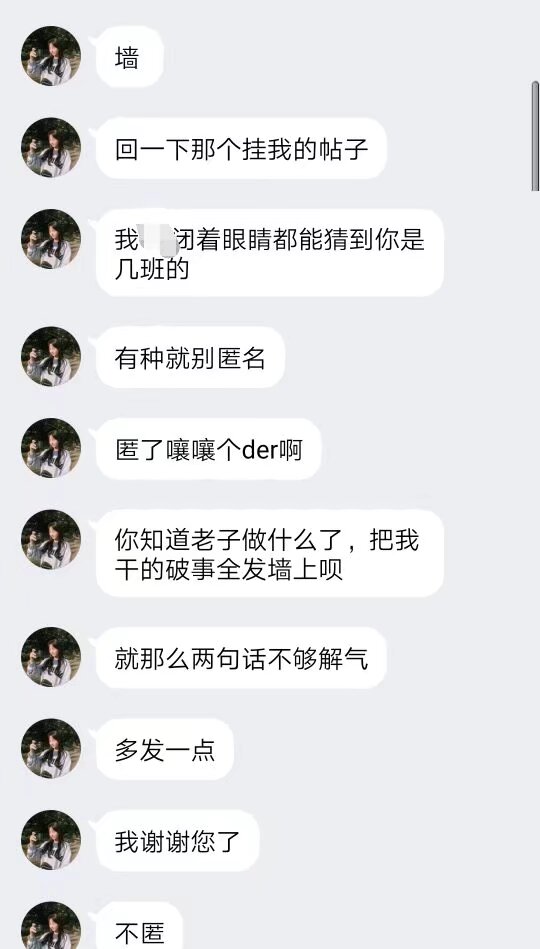 墙
回一下那个挂我的帖子
我闭着眼睛都能猜到你是
几班的
有种就别匿名
匿了嚷嚷个der啊
你知道老子做什么了，把我
干的破事全发墙上呗
就那么两句话不够解气
多发一点
我谢谢您了
不匿